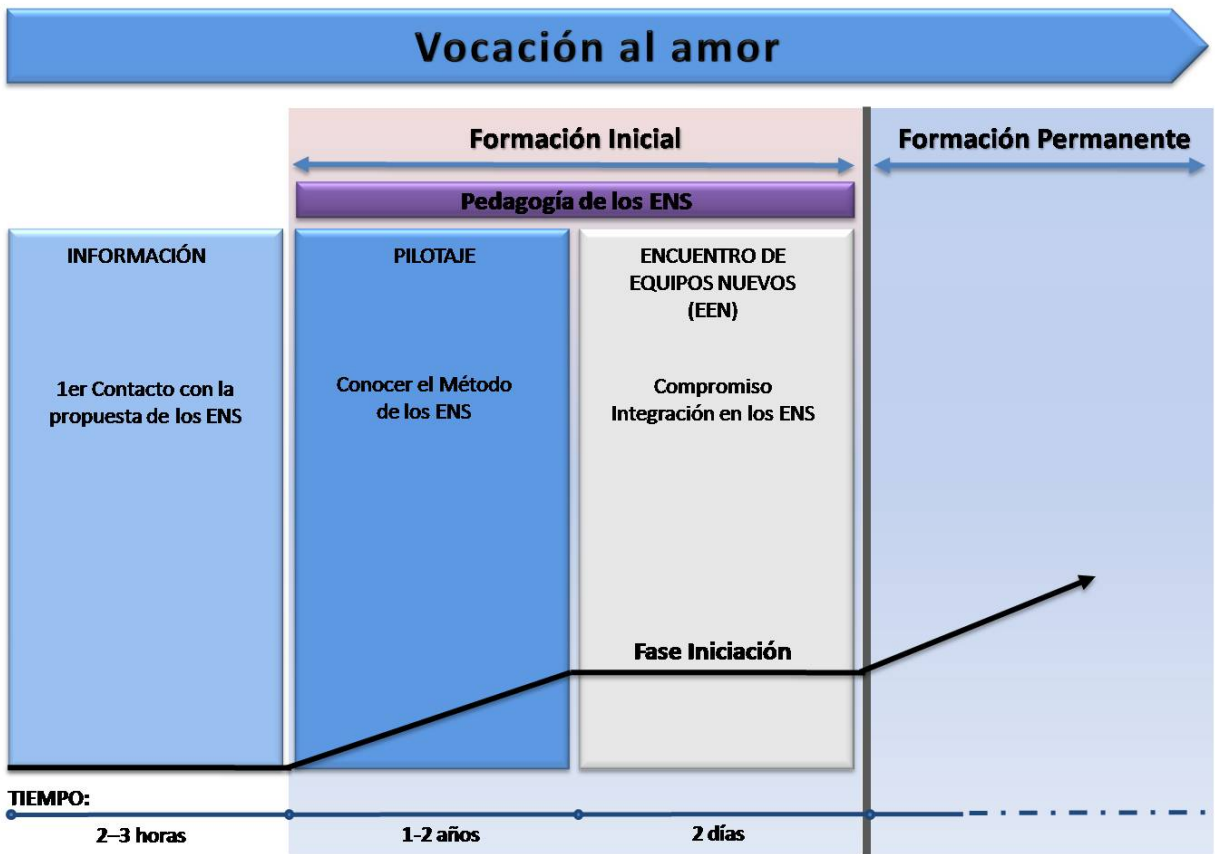 Vocación al amor
Formación Inicial
Formación Permanente
Pedagogía de los ENS
INFORMACIÓN
1er Contacto con la
propuesta de los ENS
PILOTAJE
Conocer el Método
de los ENS
ENCUENTRO DE
EQUIPOS NUEVOS
(EEN)
Compromiso
Integración en los ENS
Fase Iniciación
TIEMPO:
2–3 horas
1-2 años
2 días